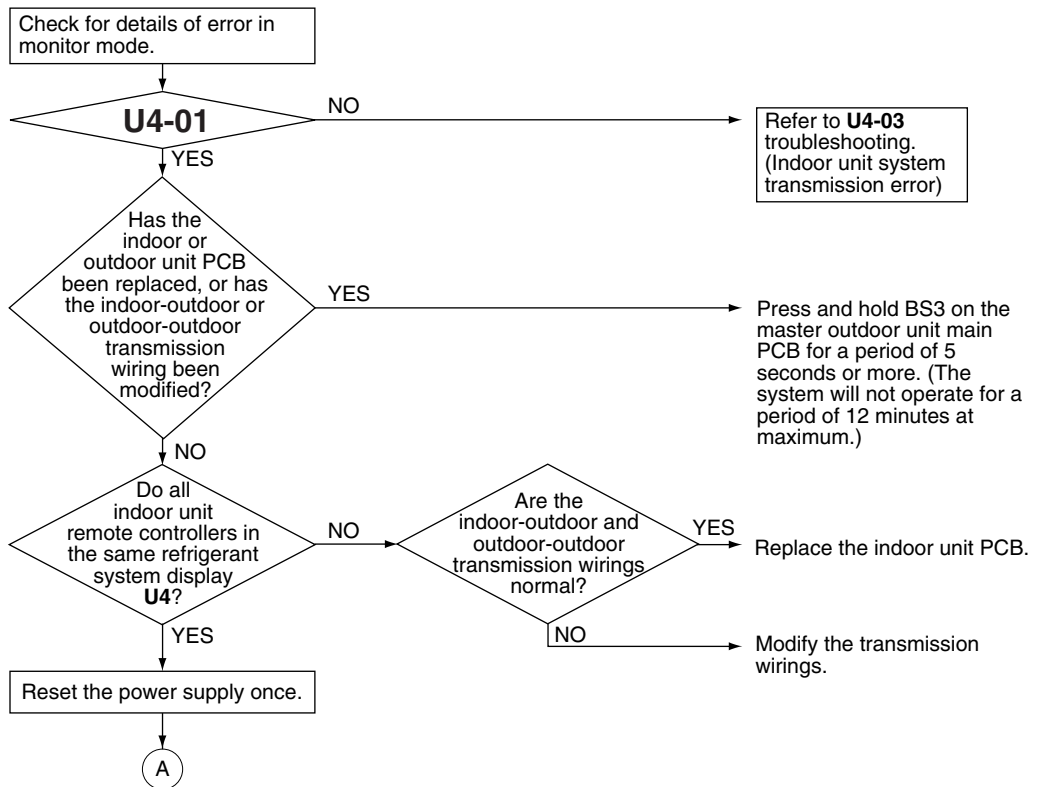 Check for details of error in
monitor mode.
U4-01
NO
Refer to U4-03
troubleshooting.
(Indoor unit system
transmission error)
YES
Has the
indoor or
outdoor unit PCB
been replaced, or has
the indoor-outdoor or
outdoor-outdoor
transmission
wiring been
modified?
YES
Press and hold BS3 on the
master outdoor unit main
PCB for a period of 5
seconds or more. (The
system will not operate for a
period of 12 minutes at
maximum.)
NO
Do all
indoor unit
remote controllers in
the same refrigerant
system display
U4?
NO
Are the
indoor-outdoor and
outdoor-outdoor
transmission wirings
normal?
YES
Replace the indoor unit PCB.
NO
Modify the transmission
wirings.
YES
Reset the power supply once.
A